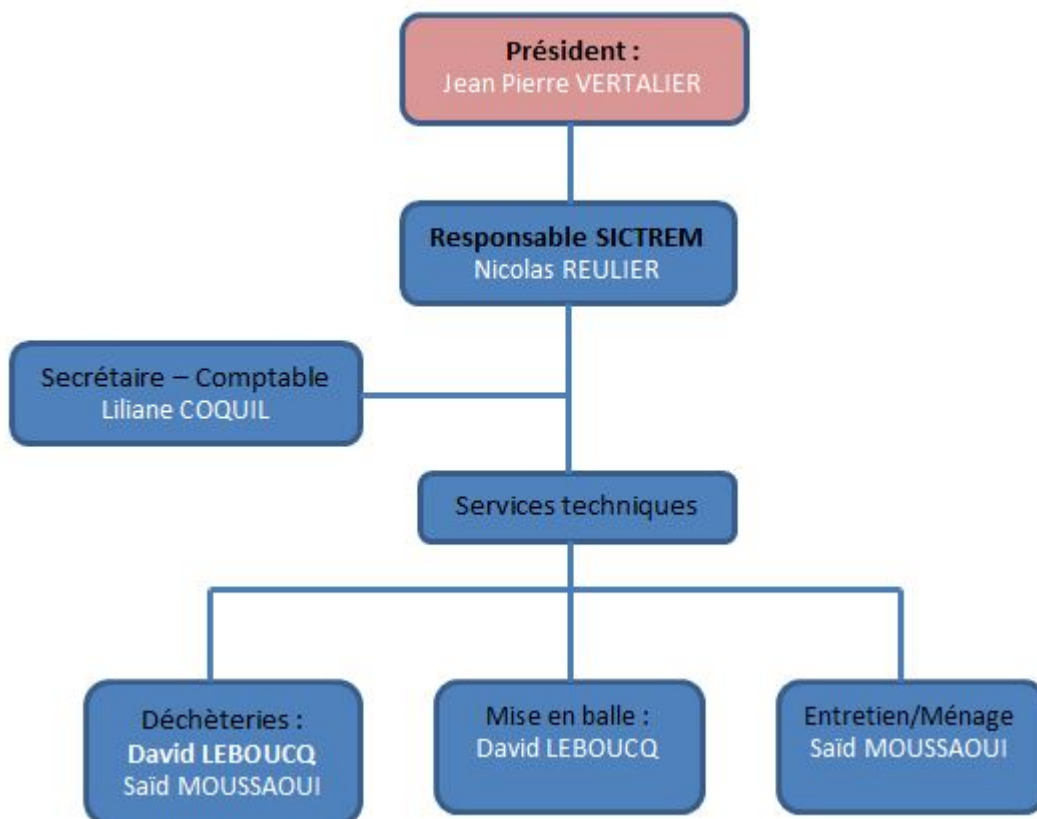 Président :
Jean Pierre VERTALIER
Responsable SICTREM
Nicolas REULIER
Secrétaire – Comptable
Liliane COQUIL
Services techniques
Déchèteries :
David LEBOUCQ
Saïd MOUSSAOUI
Mise en balle :
David LEBOUCQ
Entretien/Ménage
Saïd MOUSSAOUI